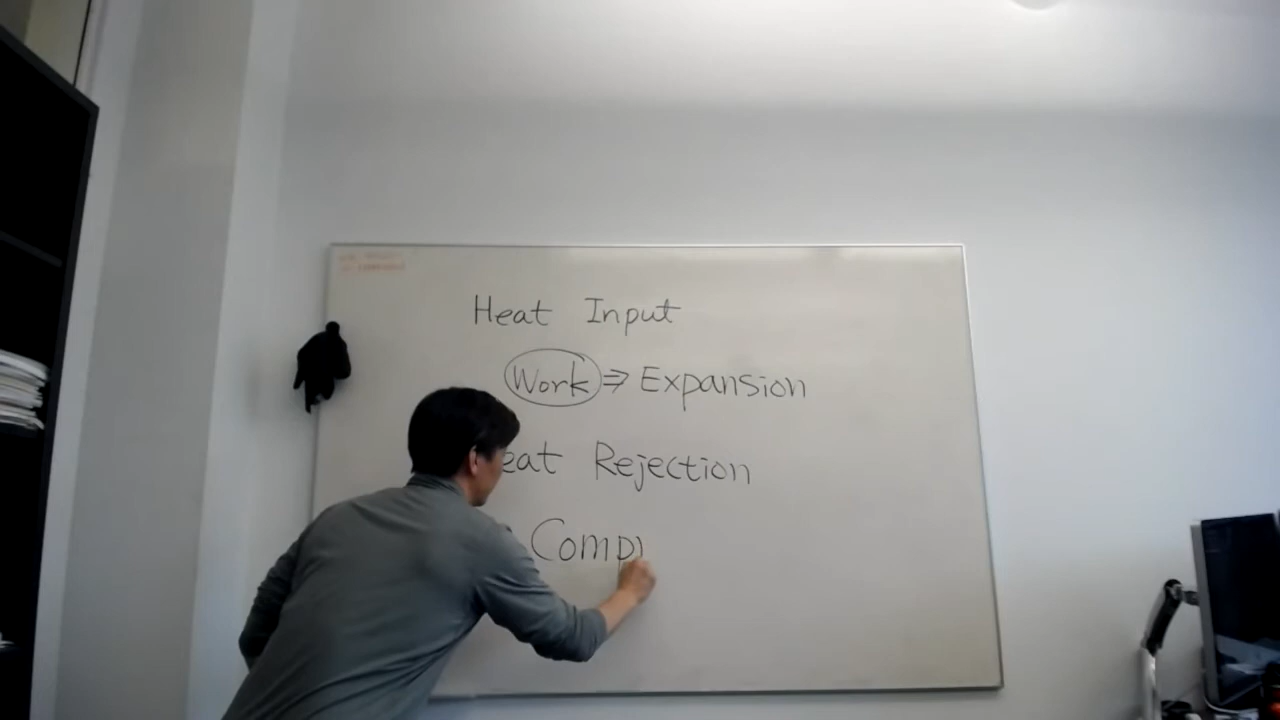 Heat Input
Work ⇒ Expansion
eat Rejection
Comp